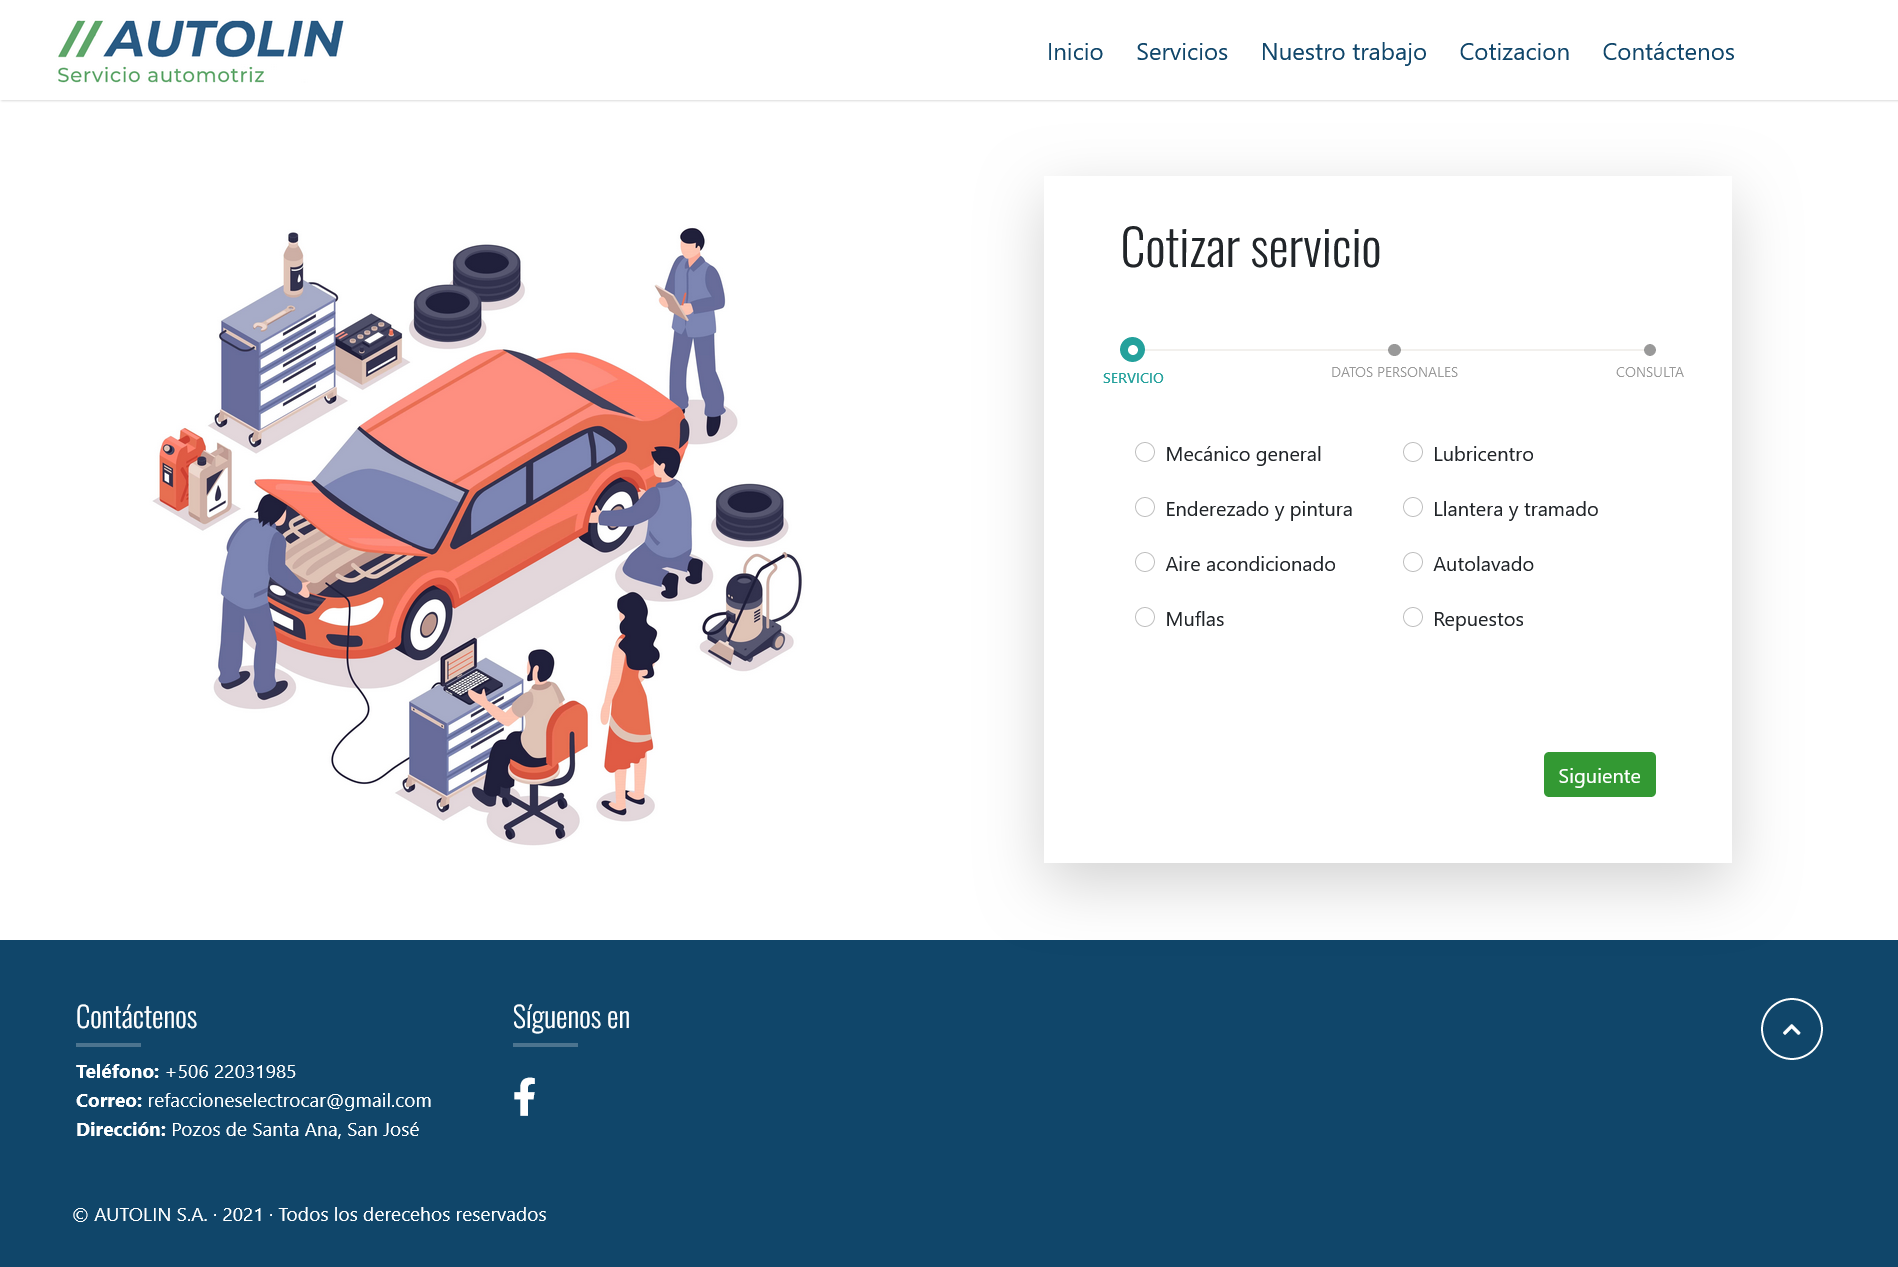 //AUTOLIN
Servicio automotriz
Inicio Servicios Nuestro trabajo Cotizacion Contáctenos
Cotizar servicio
SERVICIO DATOS PERSONALES CONSULTA
Mecánico general Lubricentro
Enderezado y pintura Llantera y tramado
Aire acondicionado Autolavado
Muflas Repuestos
Siguiente
Contáctenos
Teléfono: +506 22031985
Correo: refaccioneselectrocar@gmail.com
Dirección: Pozos de Santa Ana, San José
Síguenos en
© AUTOLIN S.A. · 2021 · Todos los derecehos reservados